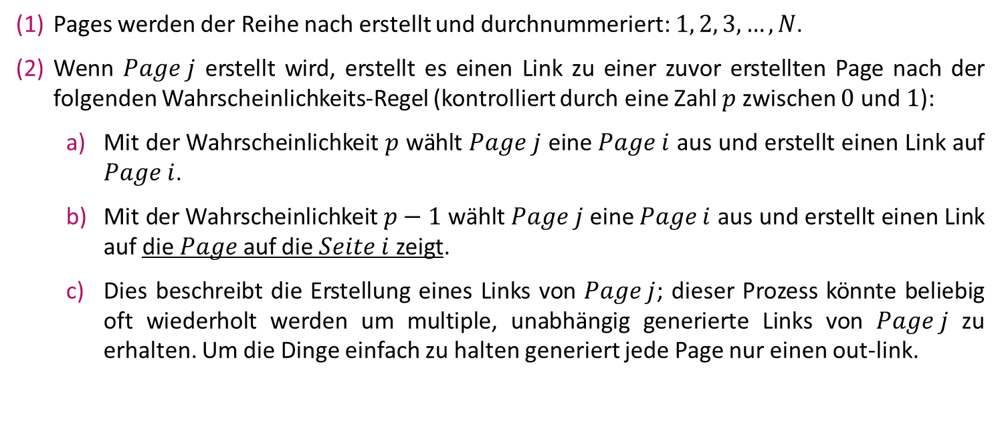 (1) Pages werden der Reihe nach erstellt und durchnummeriert: 1, 2, 3, …, N.
(2) Wenn Page j erstellt wird, erstellt es einen Link zu einer zuvor erstellten Page nach der
folgenden Wahrscheinlichkeits-Regel (kontrolliert durch eine Zahl p zwischen 0 und 1):
a) Mit der Wahrscheinlichkeit p wählt Page j eine Page i aus und erstellt einen Link auf
Page i.
b) Mit der Wahrscheinlichkeit p − 1 wählt Page j eine Page i aus und erstellt einen Link
auf die Page auf die Seite i zeigt.
c) Dies beschreibt die Erstellung eines Links von Page j; dieser Prozess könnte beliebig
oft wiederholt werden um multiple, unabhängig generierte Links von Page j zu
erhalten. Um die Dinge einfach zu halten generiert jede Page nur einen out-link.